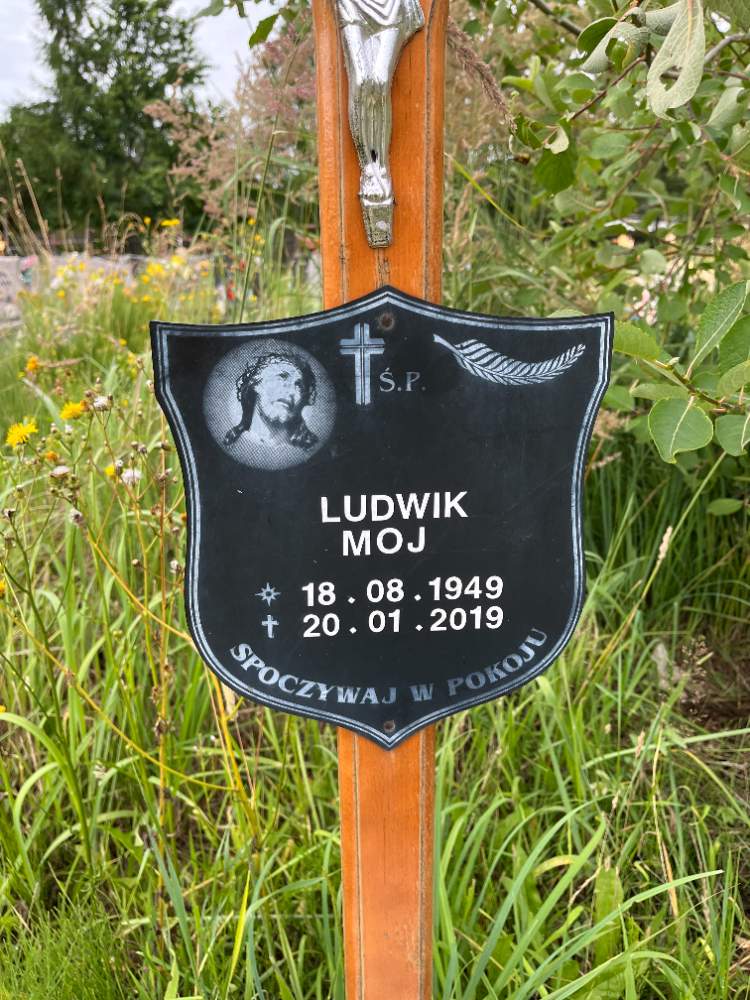 Ś.P.
LUDWIK
MOJ
18.08.1949
20.01.2019
SPOCZYWAJ W POKOJU